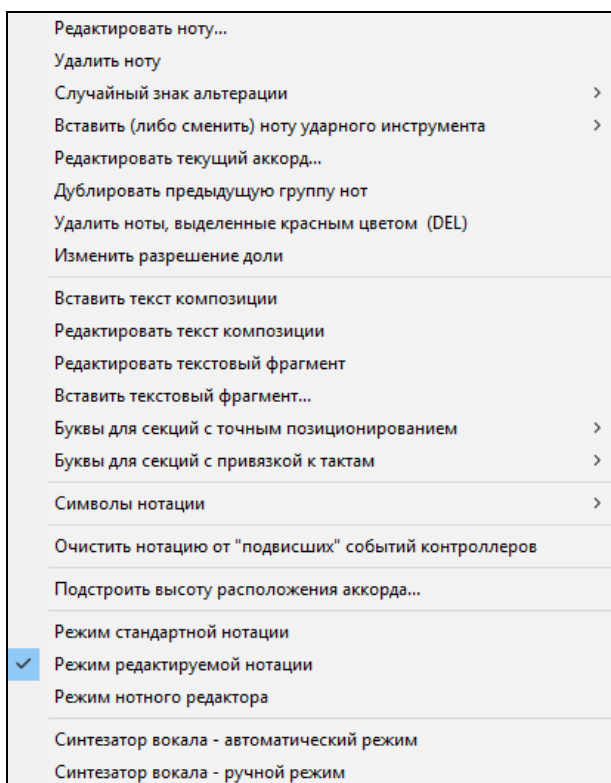 Редактировать ноту...
Удалить ноту
Случайный знак альтерации
Вставить (либо сменить) ноту ударного инструмента
Редактировать текущий аккорд...
Дублировать предыдущую группу нот
Удалить ноты, выделенные красным цветом (DEL)
Изменить разрешение доли
Вставить текст композиции
Редактировать текст композиции
Редактировать текстовый фрагмент
Вставить текстовый фрагмент...
Буквы для секций с точным позиционированием
Буквы для секций с привязкой к тактам
Символы нотации
Очистить нотацию от "подвисших" событий контроллеров
Подстроить высоту расположения аккорда...
Режим стандартной нотации
Режим редактируемой нотации
Режим нотного редактора
Синтезатор вокала - автоматический режим
Синтезатор вокала - ручной режим